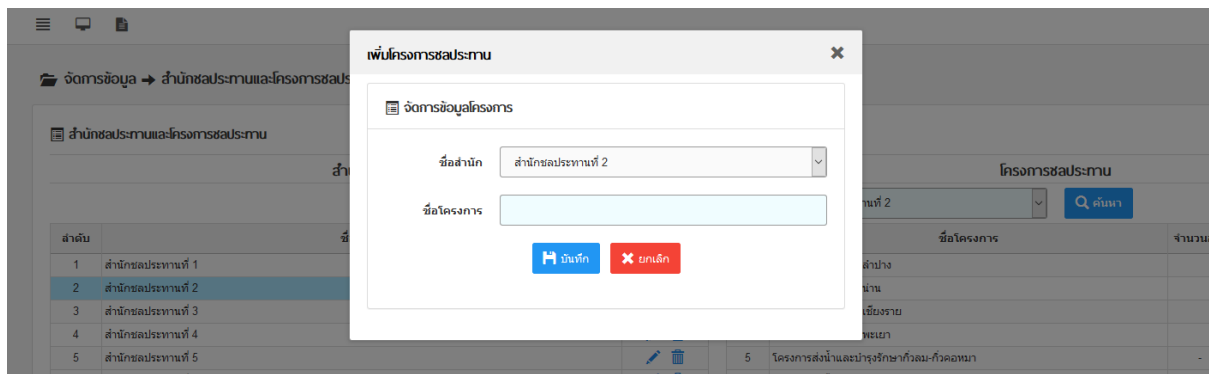 เพิ่มโครงการชลประทาน
จัดการข้อมูล → สำนักชลประทานและโครงการชลประ
จัดการข้อมูลโครงการ
สำนักชลประทานและโครงการชลประทาน
ชื่อสำนัก สำนักชลประทานที่ 2
โครงการชลประทาน
ชื่อโครงการ
ที่ 2 ค้นหา
บันทึก ยกเลิก
ลำดับ ชื่อโครงการ
1 สำนักชลประทานที่ 1 ลำปาง
2 สำนักชลประทานที่ 2 น่าน
3 สำนักชลประทานที่ 3 เชียงราย
4 สำนักชลประทานที่ 4 พะเยา
5 สำนักชลประทานที่ 5 5 โครงการส่งน้ำและบำรุงรักษากิ่วลม-กิ่วคอหมา -